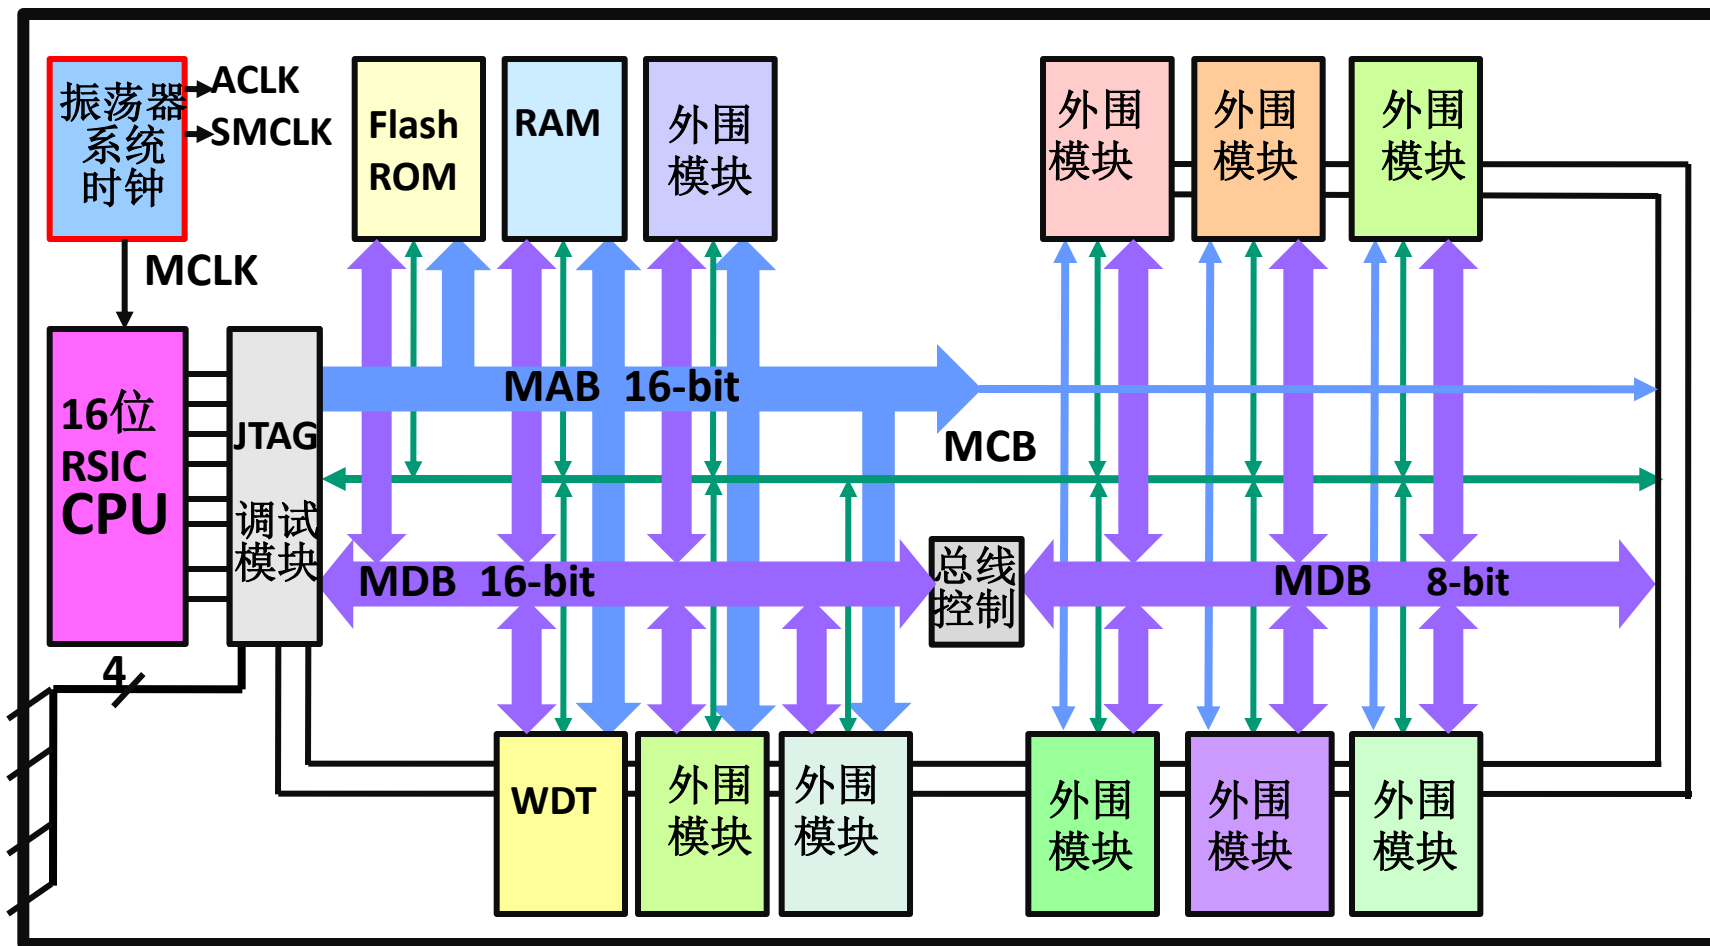 振荡器
系统
时钟
ACLK
SMCLK
Flash
ROM
RAM
外围
模块
外围
模块
外围
模块
外围
模块
MCLK
16位
RSIC
CPU
JTAG
调试
模块
MAB 16-bit
MCB
MDB 16-bit
总线
控制
MDB 8-bit
4
WDT
外围
模块
外围
模块
外围
模块
外围
模块
外围
模块